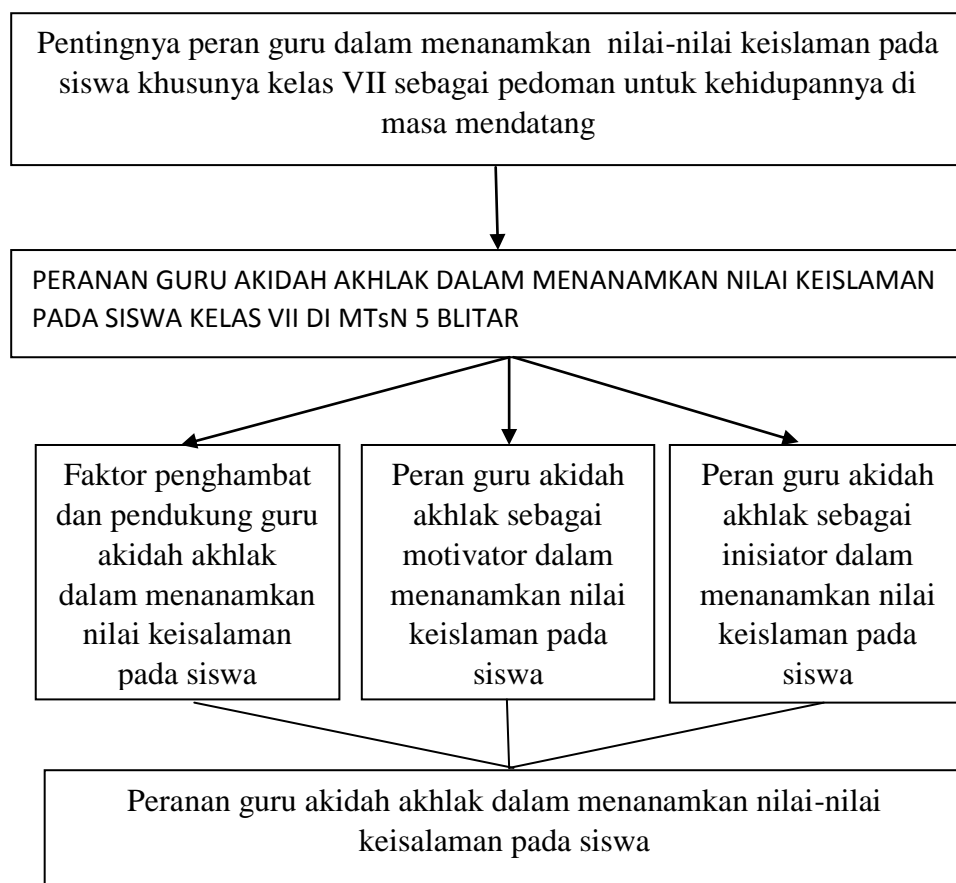 Pentingnya peran guru dalam menanamkan  nilai-nilai keislaman pada
siswa khusunya kelas VII sebagai pedoman untuk kehidupannya di
masa mendatang
PERANAN GURU AKIDAH AKHLAK DALAM MENANAMKAN NILAI KEISLAMAN
PADA SISWA KELAS VII DI MTsN 5 BLITAR
Faktor penghambat
dan pendukung guru
akidah akhlak
dalam menanamkan
nilai keisalaman
pada siswa
Peran guru akidah
akhlak sebagai
motivator dalam
menanamkan nilai
keislaman pada
siswa
Peran guru akidah
akhlak sebagai
inisiator dalam
menanamkan nilai
keislaman pada
siswa
Peranan guru akidah akhlak dalam menanamkan nilai-nilai
keisalaman pada siswa